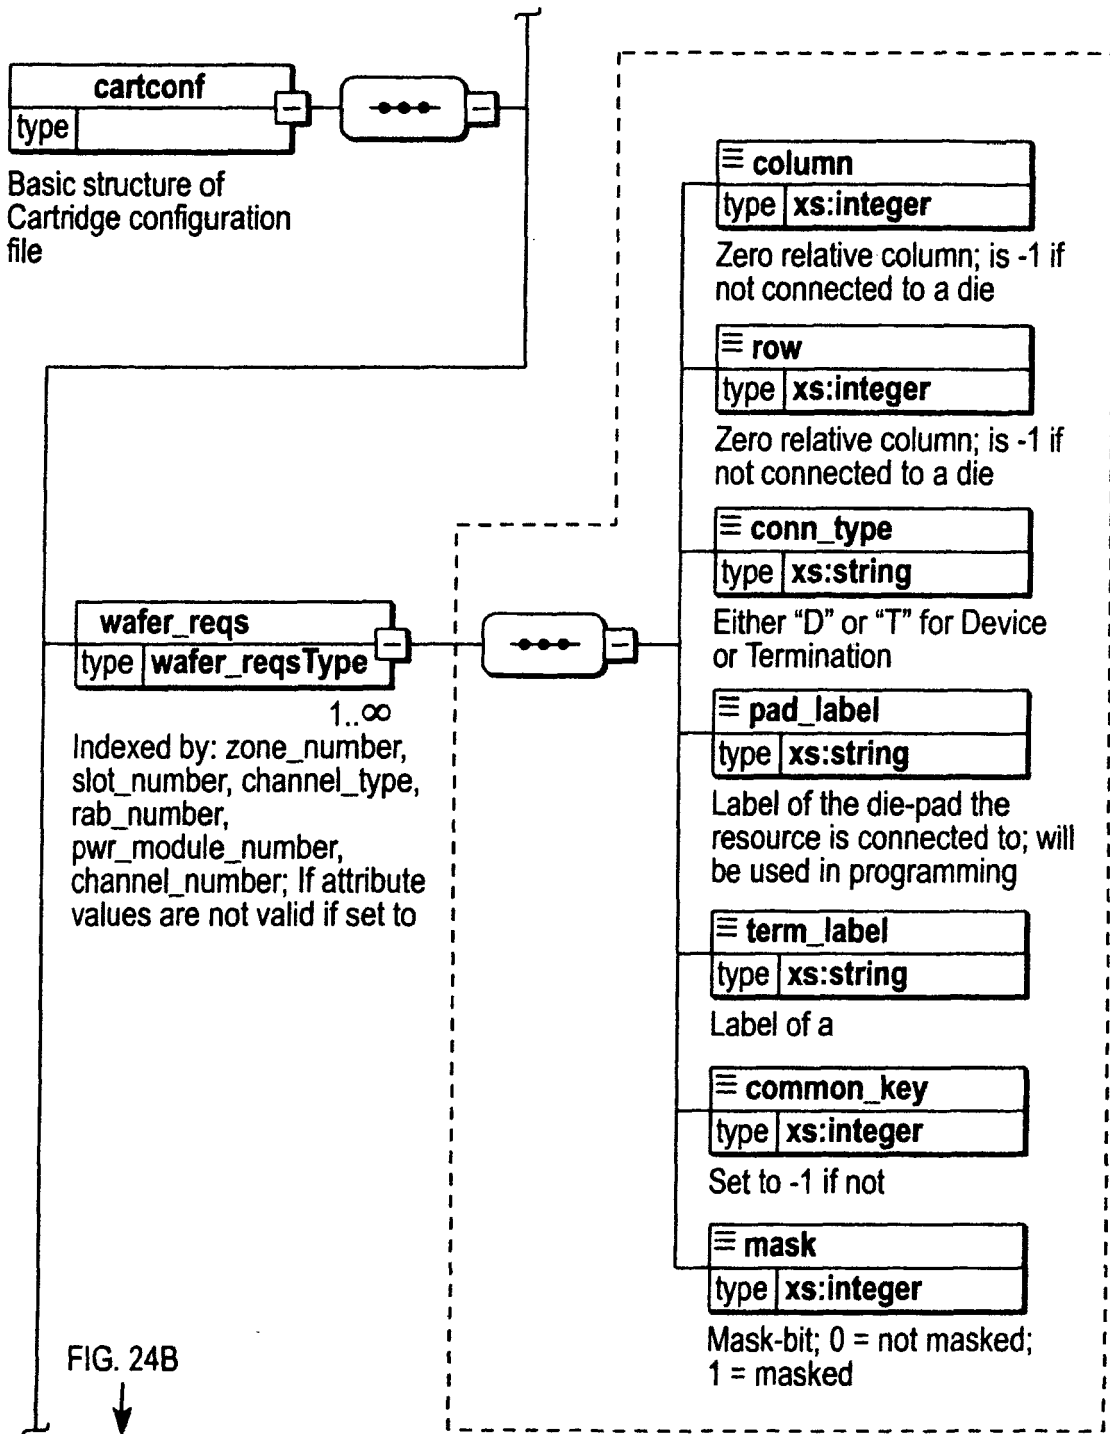 cartconf
type
Basic structure of
Cartridge configuration
file
column
type xs:integer
Zero relative column; is -1 if
not connected to a die
row
type xs:integer
Zero relative column; is -1 if
not connected to a die
conn_type
type xs:string
Either “D” or “T” for Device
or Termination
wafer_reqs
type wafer_reqsType
1..∞
Indexed by: zone_number,
slot_number, channel_type,
rab_number,
pwr_module_number,
channel_number; If attribute
values are not valid if set to
pad_label
type xs:string
Label of the die-pad the
resource is connected to; will
be used in programming
term_label
type xs:string
Label of a
common_key
type xs:integer
Set to -1 if not
mask
type xs:integer
Mask-bit; 0 = not masked;
1 = masked
FIG. 24B